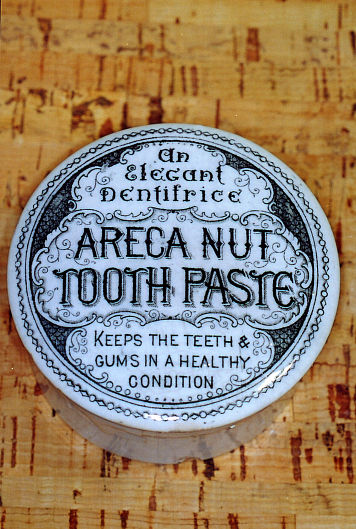 An
Elegant
Dentifrice
ARECA NUT
TOOTH PASTE
KEEPS THE TEETH &
GUMS IN A HEALTHY
CONDITION